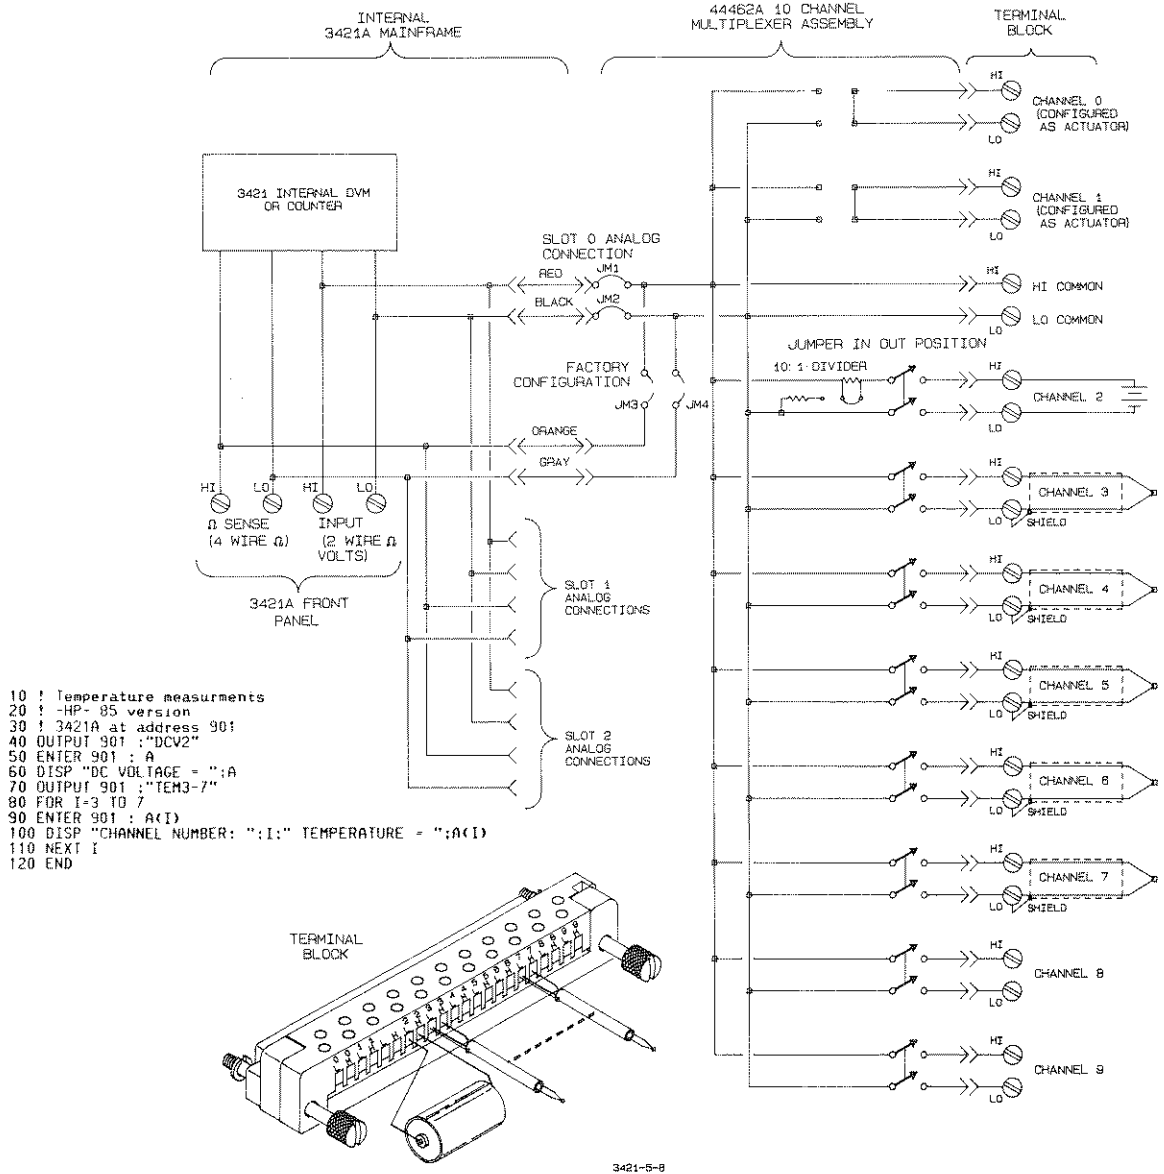 INTERNAL
3421A MAINFRAME
44462A 10 CHANNEL
MULTIPLEXER ASSEMBLY
TERMINAL
BLOCK
HI
CHANNEL 0
(CONFIGURED
AS ACTUATOR)
LO
3421 INTERNAL DVM
OR COUNTER
HI
CHANNEL 1
(CONFIGURED
AS ACTUATOR)
LO
SLOT 0 ANALOG
CONNECTION
RED
JM1
BLACK
JM2
HI
HI COMMON
LO COMMON
LO
JUMPER IN OUT POSITION
10:1 DIVIDER
HI
CHANNEL 2
LO
FACTORY
CONFIGURATION
JM3
JM4
ORANGE
GRAY
HI
LO
HI
LO
Ω SENSE
(4 WIRE Ω)
INPUT
(2 WIRE Ω
VOLTS)
3421A FRONT
PANEL
HI
CHANNEL 3
LO
SHIELD
SLOT 1
ANALOG
CONNECTIONS
HI
CHANNEL 4
LO
SHIELD
HI
CHANNEL 5
LO
SHIELD
SLOT 2
ANALOG
CONNECTIONS
HI
CHANNEL 6
LO
SHIELD
10 ! Temperature measurments
20 ! -HP- 85 version
30 ! 3421A at address 901
40 OUTPUT 901 ;"DCV2"
50 ENTER 901 ; A
60 DISP "DC VOLTAGE = ";A
70 OUTPUT 901 ;"TEM3-7"
80 FOR I=3 TO 7
90 ENTER 901 ; A(I)
100 DISP "CHANNEL NUMBER: ";I;" TEMPERATURE = ";A(I)
110 NEXT I
120 END
HI
CHANNEL 7
LO
SHIELD
TERMINAL
BLOCK
HI
CHANNEL 8
LO
HI
CHANNEL 9
LO
3421-5-8